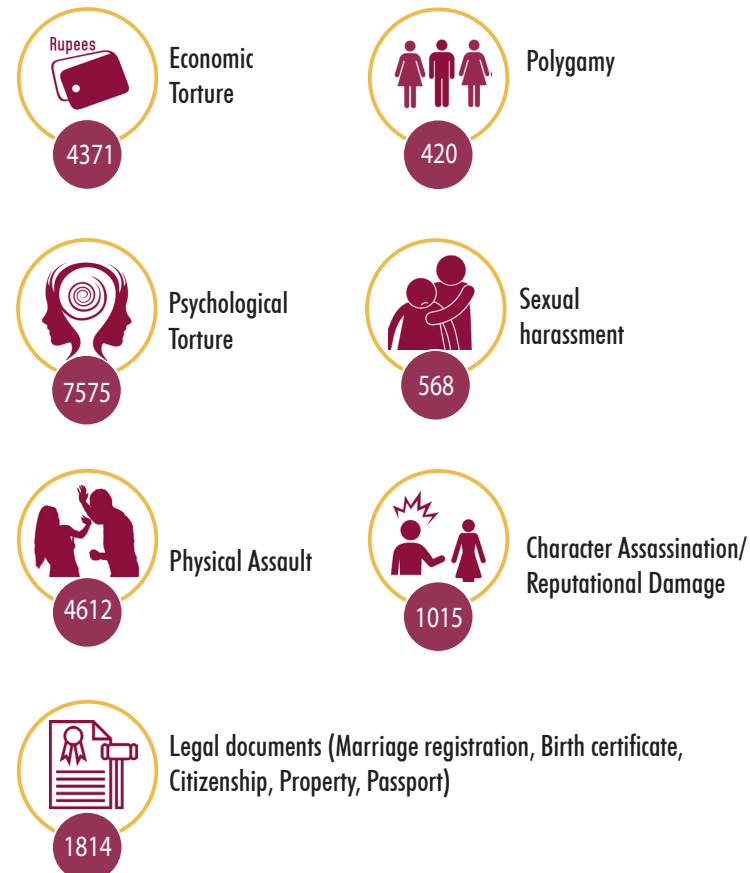 Rupees
Economic
Torture
4371
Polygamy
420
Psychological
Torture
7575
Sexual
harassment
568
Physical Assault
4612
Character Assassination/
Reputational Damage
1015
Legal documents (Marriage registration, Birth certificate,
Citizenship, Property, Passport)
1814